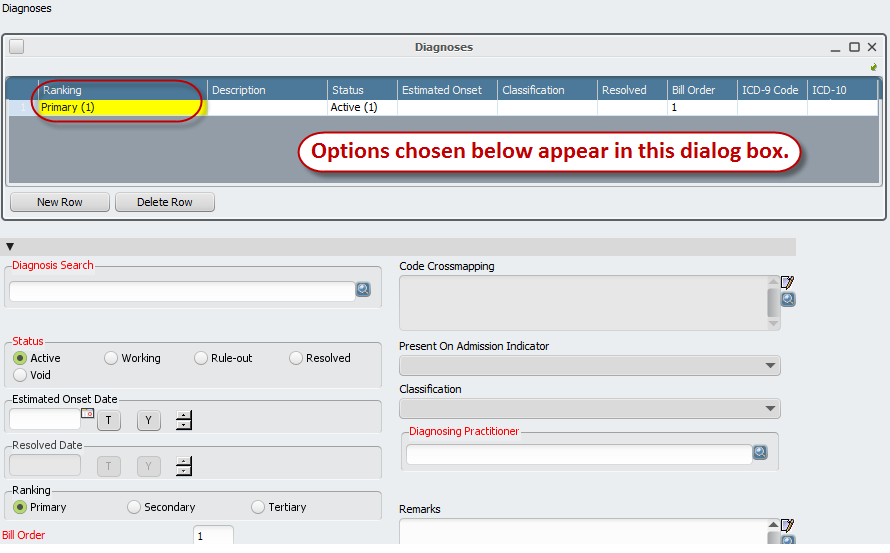 Diagnoses
Diagnoses
Ranking Description Status Estimated Onset Classification Resolved Bill Order ICD-9 Code ICD-10
1 Primary (1) Active (1) 1
Options chosen below appear in this dialog box.
New Row Delete Row
Diagnosis Search
Code Crossmapping
Status
Active Working Rule-out Resolved
Void
Present On Admission Indicator
Classification
Estimated Onset Date
T Y
Diagnosing Practitioner
Resolved Date
T Y
Ranking
Primary Secondary Tertiary
Remarks
Bill Order 1